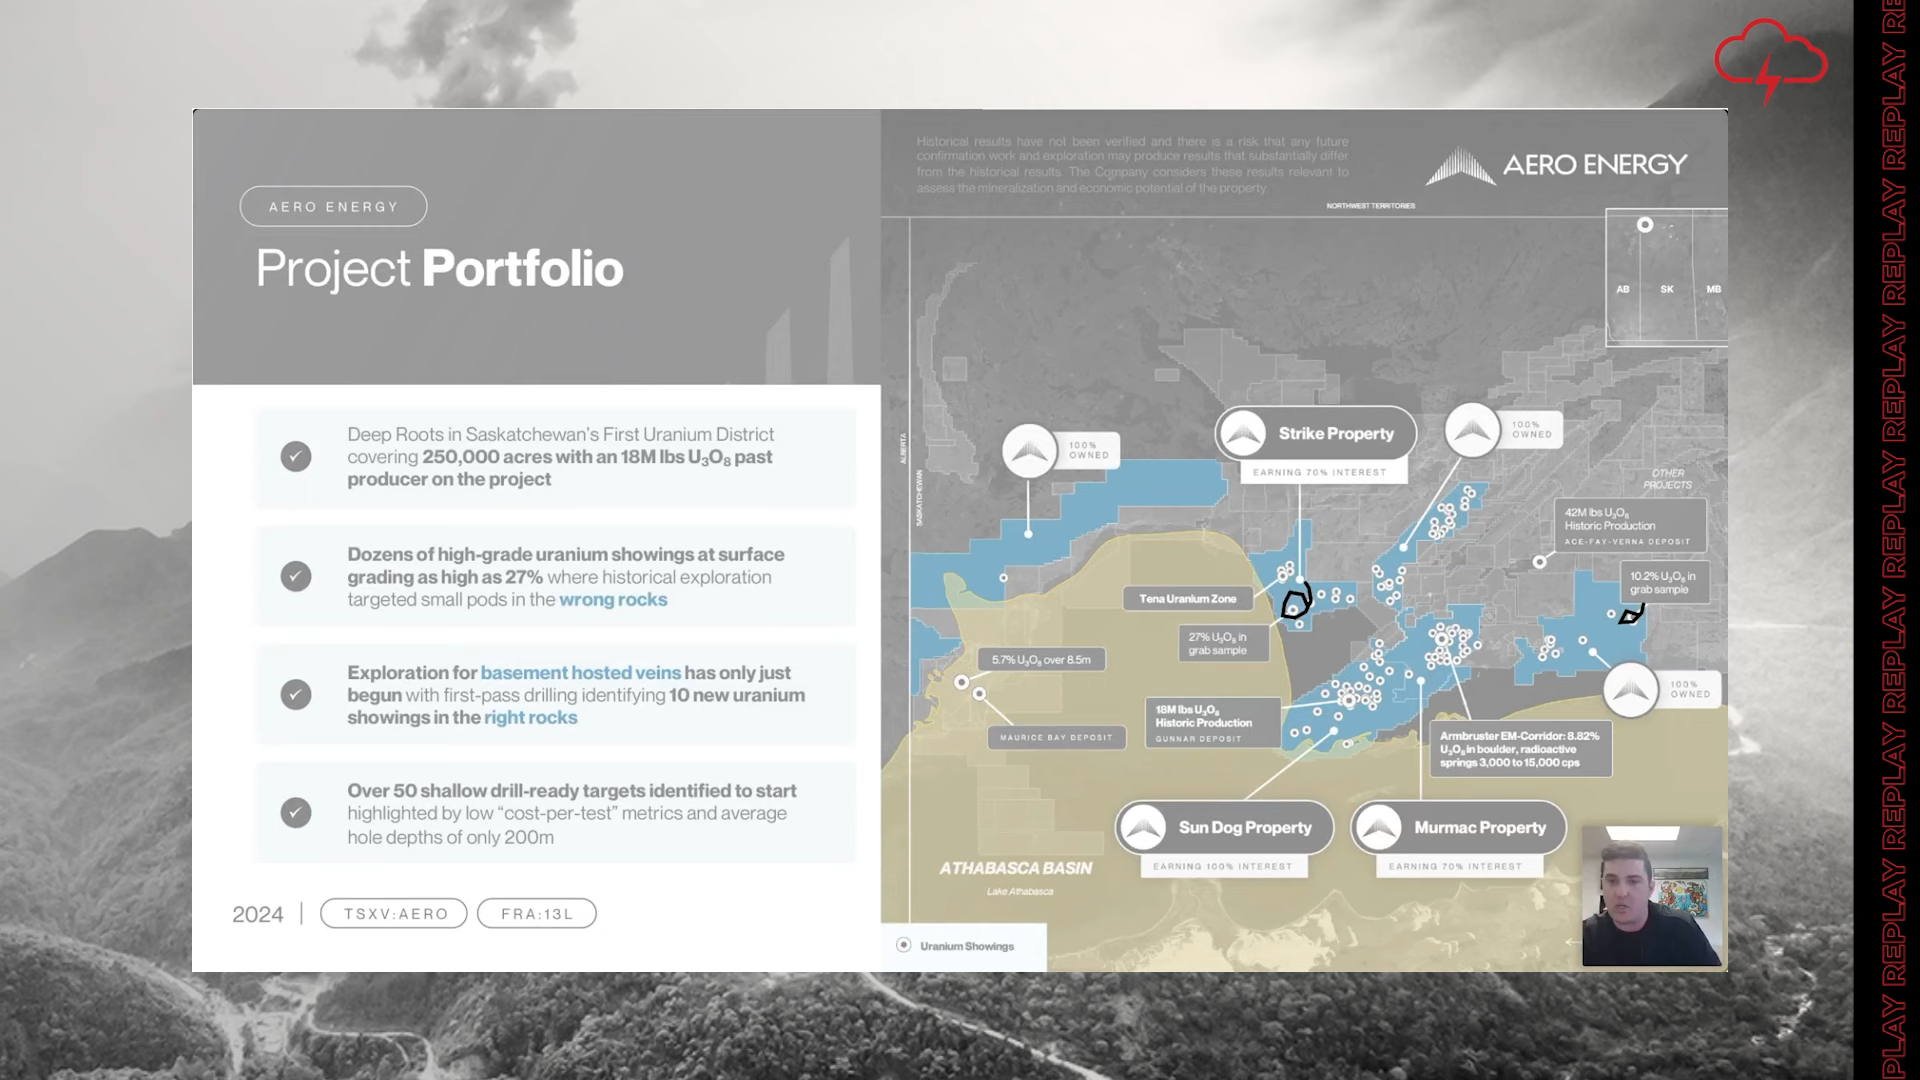 AERO ENERGY
Project Portfolio
Deep Roots in Saskatchewan's First Uranium District
covering 250,000 acres with an 18M lbs U₃O₈ past
producer on the project
Dozens of high-grade uranium showings at surface
grading as high as 27% where historical exploration
targeted small pods in the wrong rocks
Exploration for basement hosted veins has only just
begun with first-pass drilling identifying 10 new uranium
showings in the right rocks
Over 50 shallow drill-ready targets identified to start
highlighted by low “cost-per-test” metrics and average
hole depths of only 200m
2024 | TSXV:AERO FRA:13L
Historical results have not been verified and there is a risk that any future
confirmation work and exploration may produce results that substantially differ
from the historical results. The Company considers these results relevant to
assess the mineralization and economic potential of the property.
AERO ENERGY
NORTHWEST TERRITORIES
AB SK MB
ALBERTA
SASKATCHEWAN
100%
OWNED
Strike Property
EARNING 70% INTEREST
100%
OWNED
OTHER
PROJECTS
42M lbs U₃O₈
Historic Production
ACE-FAY-VERNA DEPOSIT
10.2% U₃O₈ in
grab sample
Tena Uranium Zone
27% U₃O₈ in
grab sample
5.7% U₃O₈ over 8.5m
MAURICE BAY DEPOSIT
18M lbs U₃O₈
Historic Production
GUNNAR DEPOSIT
100%
OWNED
Armbruster EM-Corridor: 8.82%
U₃O₈ in boulder, radioactive
springs 3,000 to 15,000 cps
Sun Dog Property
EARNING 100% INTEREST
Murmac Property
EARNING 70% INTEREST
ATHABASCA BASIN
Lake Athabasca
Uranium Showings
REPLAY REPLAY REPLAY REPLAY REPLAY REPLAY REPLAY